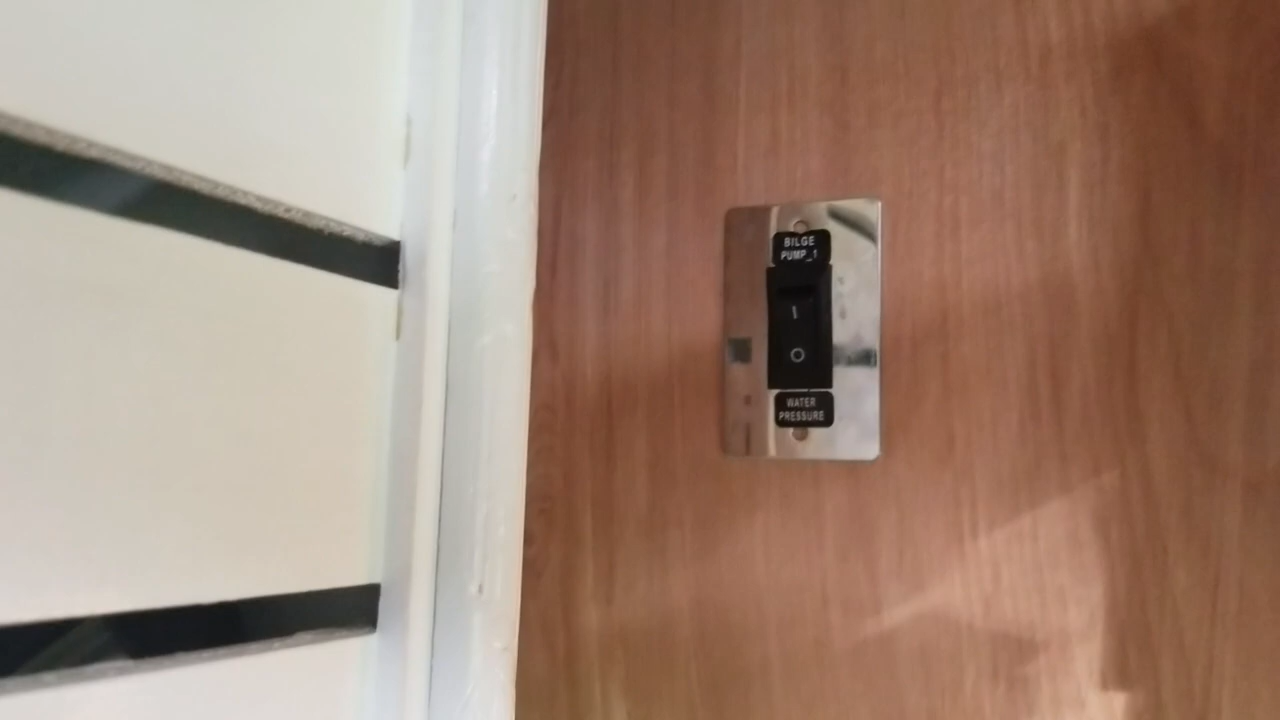 BILGE
PUMP_1
I
O
WATER
PRESSURE